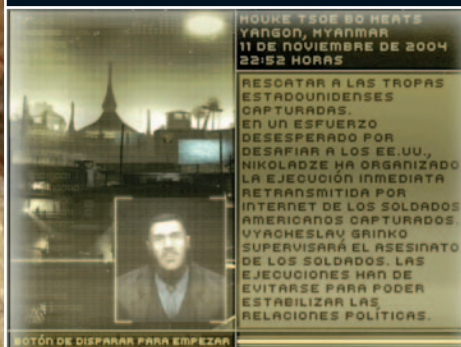 MOUKE TSOE BO MEATS
YANGON, MYANMAR
11 DE NOVIEMBRE DE 2004
22:52 HORAS
RESCATAR A LAS TROPAS
ESTADOUNIDENSES
CAPTURADAS.
EN UN ESFUERZO
DESESPERADO POR
DESAFIAR A LOS EE.UU.,
NIKOLADZE HA ORGANIZADO
LA EJECUCIÓN INMEDIATA
RETRANSMITIDA POR
INTERNET DE LOS SOLDADOS
AMERICANOS CAPTURADOS.
VYACHESLAV GRINKO
SUPERVISARÁ EL ASESINATO
DE LOS SOLDADOS. LAS
EJECUCIONES HAN DE
EVITARSE PARA PODER
ESTABILIZAR LAS
RELACIONES POLÍTICAS.
BOTÓN DE DISPARAR PARA EMPEZAR